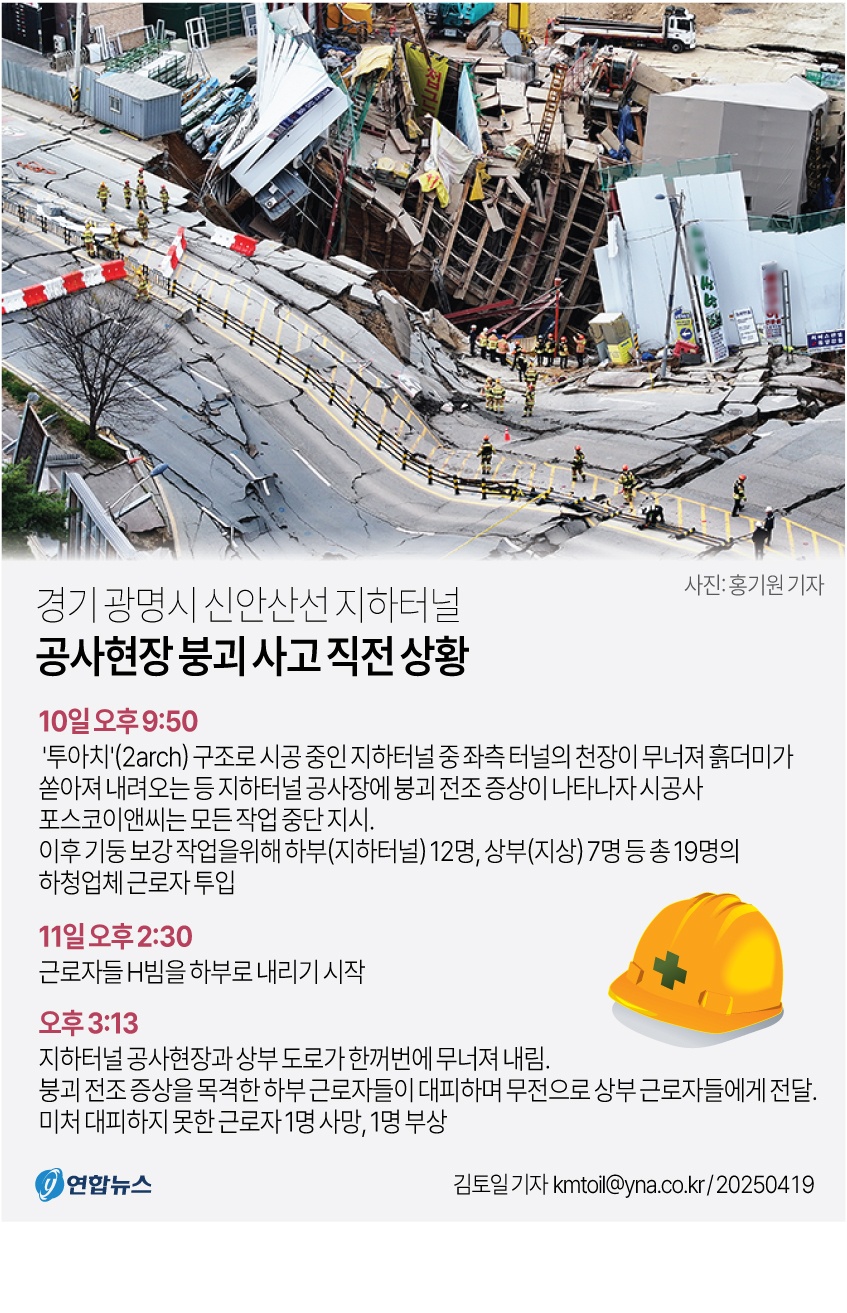 접근
사진: 홍기원 기자
경기 광명시 신안산선 지하터널
공사현장 붕괴 사고 직전 상황
10일 오후 9:50
'투아치'(2arch) 구조로 시공 중인 지하터널 중 좌측 터널의 천장이 무너져 흙더미가
쏟아져 내려오는 등 지하터널 공사장에 붕괴 전조 증상이 나타나자 시공사
포스코이앤씨는 모든 작업 중단 지시.
이후 기둥 보강 작업을위해 하부(지하터널) 12명, 상부(지상) 7명 등 총 19명의
하청업체 근로자 투입
11일 오후 2:30
근로자들 H빔을 하부로 내리기 시작
오후 3:13
지하터널 공사현장과 상부 도로가 한꺼번에 무너져 내림.
붕괴 전조 증상을 목격한 하부 근로자들이 대피하며 무전으로 상부 근로자들에게 전달.
미처 대피하지 못한 근로자 1명 사망, 1명 부상
연합뉴스
김토일 기자 kmtoil@yna.co.kr / 20250419